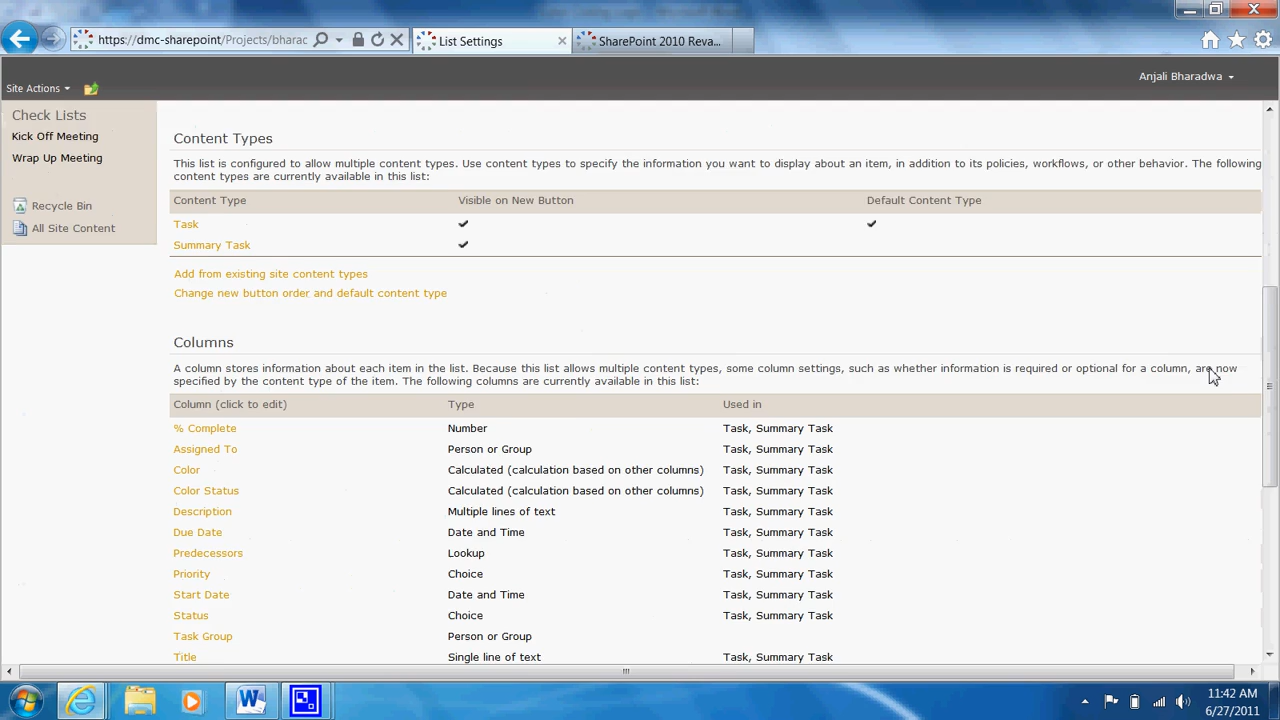 https://dmc-sharepoint/Projects/bharac
List Settings
SharePoint 2010 Reva...
Site Actions
Anjali Bharadwa
Check Lists
Kick Off Meeting
Wrap Up Meeting
Recycle Bin
All Site Content
Content Types
This list is configured to allow multiple content types. Use content types to specify the information you want to display about an item, in addition to its policies, workflows, or other behavior. The following
content types are currently available in this list:
Content Type Visible on New Button Default Content Type
Task
Summary Task
Add from existing site content types
Change new button order and default content type
Columns
A column stores information about each item in the list. Because this list allows multiple content types, some column settings, such as whether information is required or optional for a column, are now
specified by the content type of the item. The following columns are currently available in this list:
Column (click to edit) Type Used in
% Complete Number Task, Summary Task
Assigned To Person or Group Task, Summary Task
Color Calculated (calculation based on other columns) Task, Summary Task
Color Status Calculated (calculation based on other columns) Task, Summary Task
Description Multiple lines of text Task, Summary Task
Due Date Date and Time Task, Summary Task
Predecessors Lookup Task, Summary Task
Priority Choice Task, Summary Task
Start Date Date and Time Task, Summary Task
Status Choice Task, Summary Task
Task Group Person or Group
Title Single line of text Task, Summary Task
11:42 AM
6/27/2011